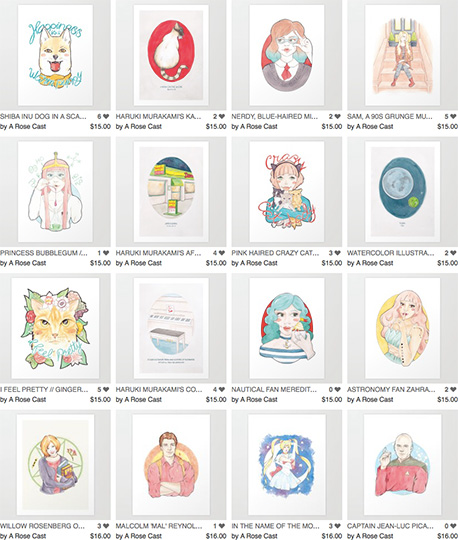 Happiness
is a
SHIBA INU DOG IN A SCA... 6
by A Rose Cast $15.00
HARUKI MURAKAMI'S KA... 2
by A Rose Cast $15.00
NERDY, BLUE-HAIRED MI... 2
by A Rose Cast $15.00
SAM, A 90S GRUNGE MU... 5
by A Rose Cast $15.00
crazy
PRINCESS BUBBLEGUM /... 1
by A Rose Cast $15.00
HARUKI MURAKAMI'S AF... 4
by A Rose Cast $15.00
PINK HAIRED CRAZY CAT... 3
by A Rose Cast $15.00
WATERCOLOR ILLUSTRA... 2
by A Rose Cast $15.00
I Feel Pretty
I FEEL PRETTY // GINGER... 5
by A Rose Cast $15.00
HARUKI MURAKAMI'S CO... 4
by A Rose Cast $15.00
NAUTICAL FAN MEREDIT... 0
by A Rose Cast $15.00
ASTRONOMY FAN ZAHRA... 2
by A Rose Cast $15.00
WILLOW ROSENBERG O... 3
by A Rose Cast $16.00
MALCOLM 'MAL' REYNOL... 1
by A Rose Cast $16.00
IN THE NAME OF THE MO... 3
by A Rose Cast $16.00
CAPTAIN JEAN-LUC PICA... 0
by A Rose Cast $16.00